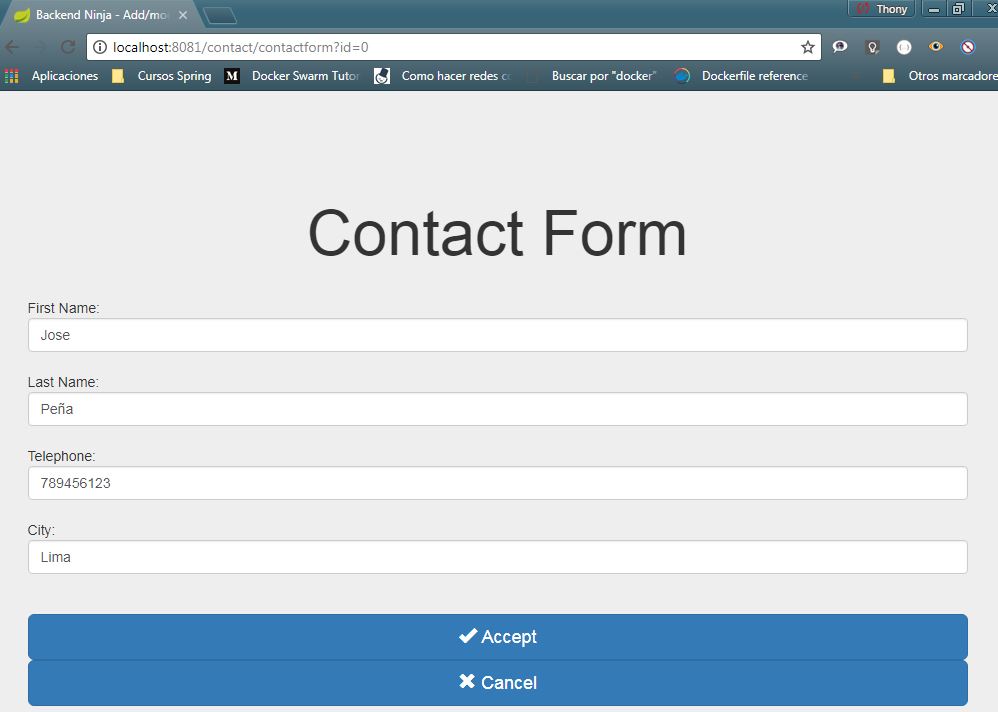 Backend Ninja - Add/mo
Thony
localhost:8081/contact/contactform?id=0
Aplicaciones Cursos Spring M Docker Swarm Tutor Como hacer redes co Buscar por "docker" Dockerfile reference Otros marcadore
Contact Form
First Name:
Jose
Last Name:
Peña
Telephone:
789456123
City:
Lima
Accept
Cancel